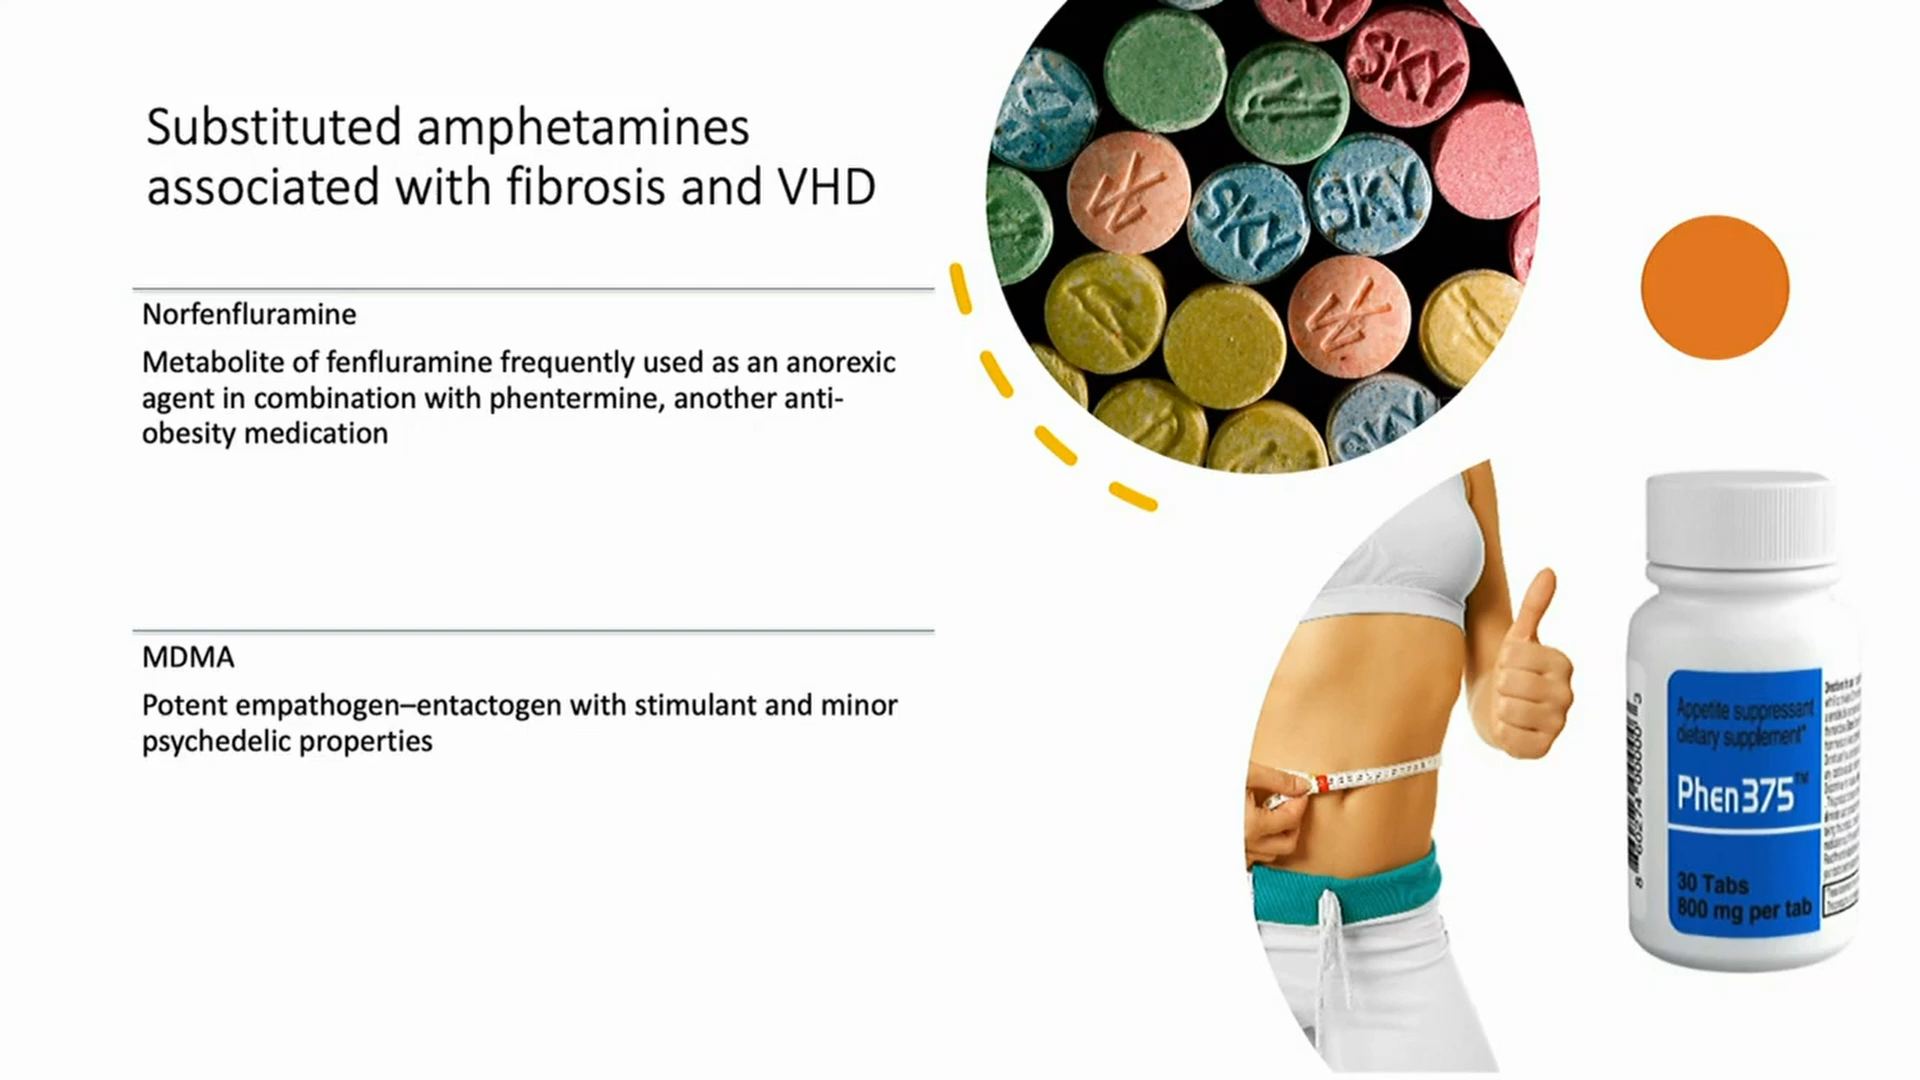 Substituted amphetamines
associated with fibrosis and VHD
Norfenfluramine
Metabolite of fenfluramine frequently used as an anorexic
agent in combination with phentermine, another anti-
obesity medication
MDMA
Potent empathogen–entactogen with stimulant and minor
psychedelic properties
SKY
SKY
SKY
SKY
Appetite suppressant
dietary supplement*
Phen375™
30 Tabs
800 mg per tab